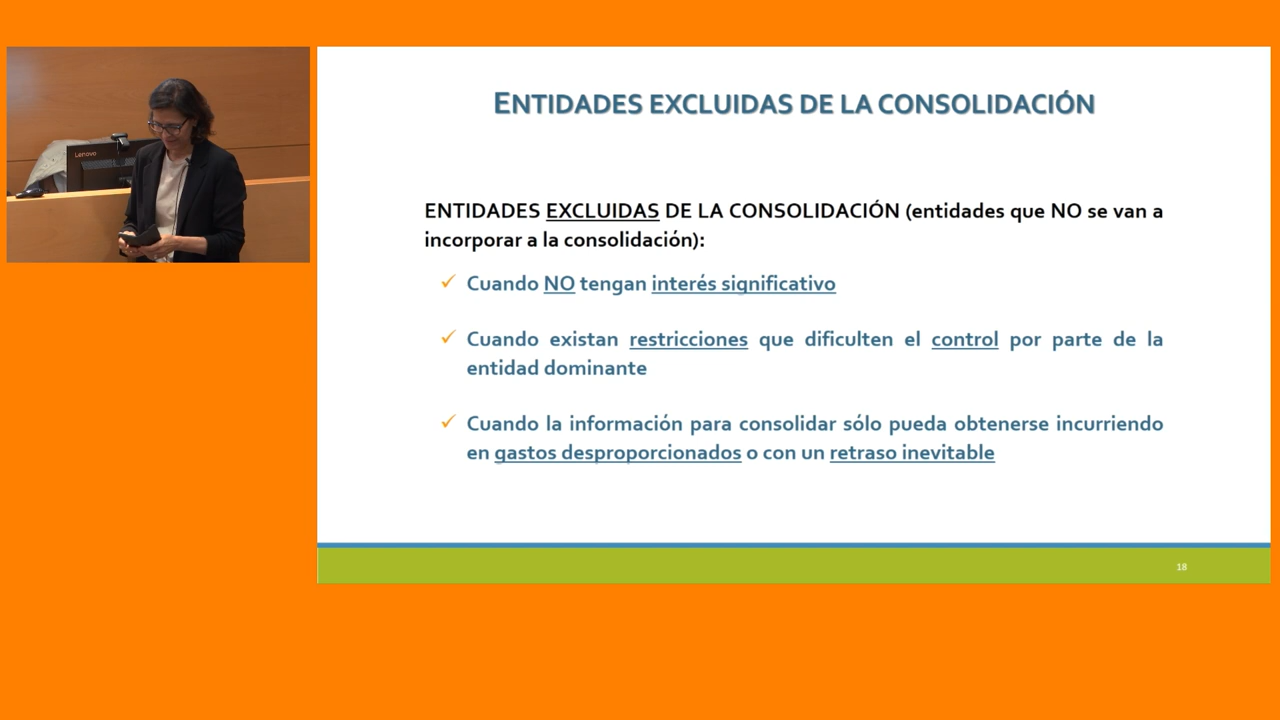 Lenovo
ENTIDADES EXCLUIDAS DE LA CONSOLIDACIÓN
ENTIDADES EXCLUIDAS DE LA CONSOLIDACIÓN (entidades que NO se van a
incorporar a la consolidación):
✓ Cuando NO tengan interés significativo
✓ Cuando existan restricciones que dificulten el control por parte de la
entidad dominante
✓ Cuando la información para consolidar sólo pueda obtenerse incurriendo
en gastos desproporcionados o con un retraso inevitable
18